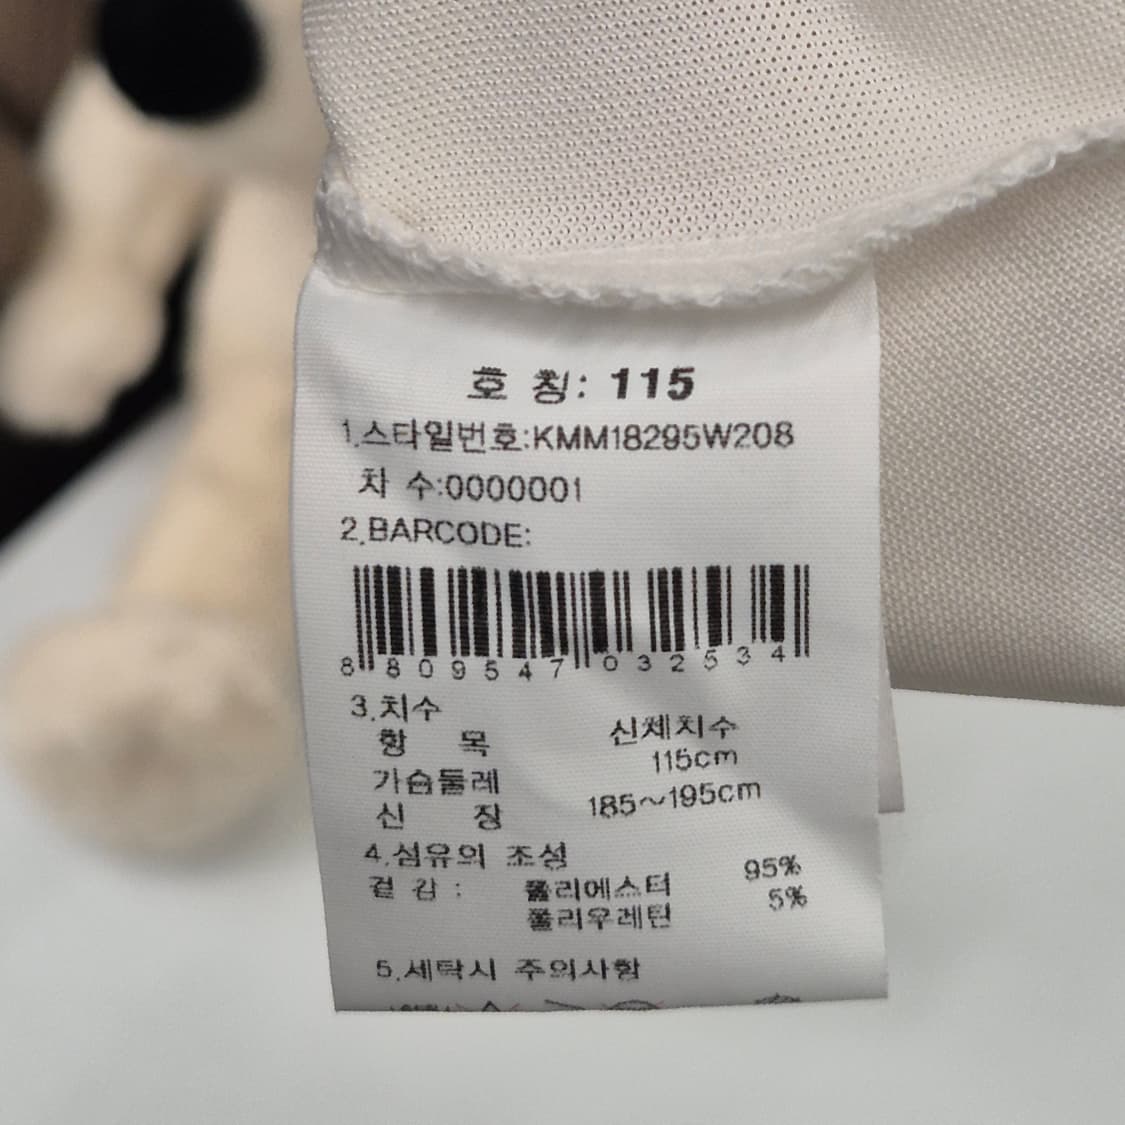 호 칭: 115
1.스타일번호:KMM18295W208
차 수:0000001
2.BARCODE:
8 809547 032534
3.치수
항 목 신체치수
가슴둘레 115cm
신 장 185~195cm
4.섬유의 조성
겉 감 : 폴리에스터 95%
폴리우레탄 5%
5.세탁시 주의사항